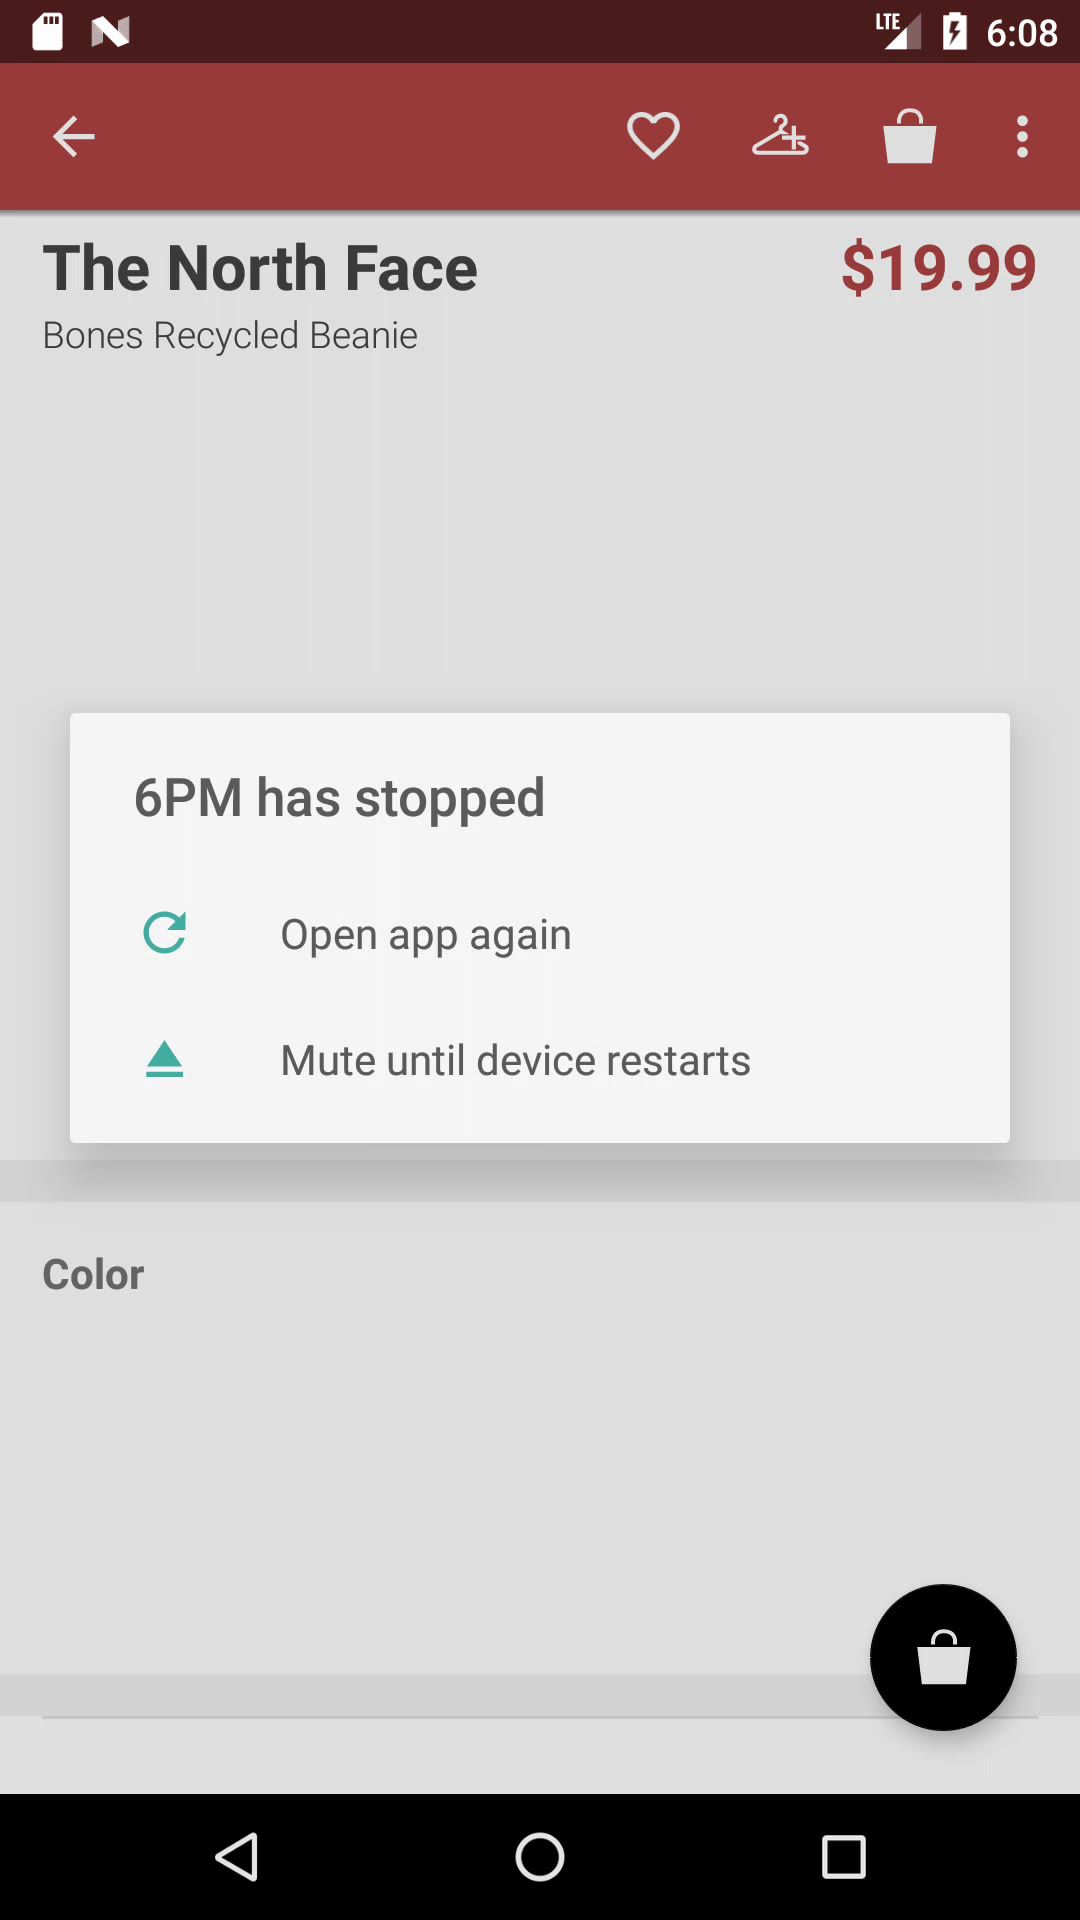 LTE 6:08
The North Face $19.99
Bones Recycled Beanie
6PM has stopped
Open app again
Mute until device restarts
Color